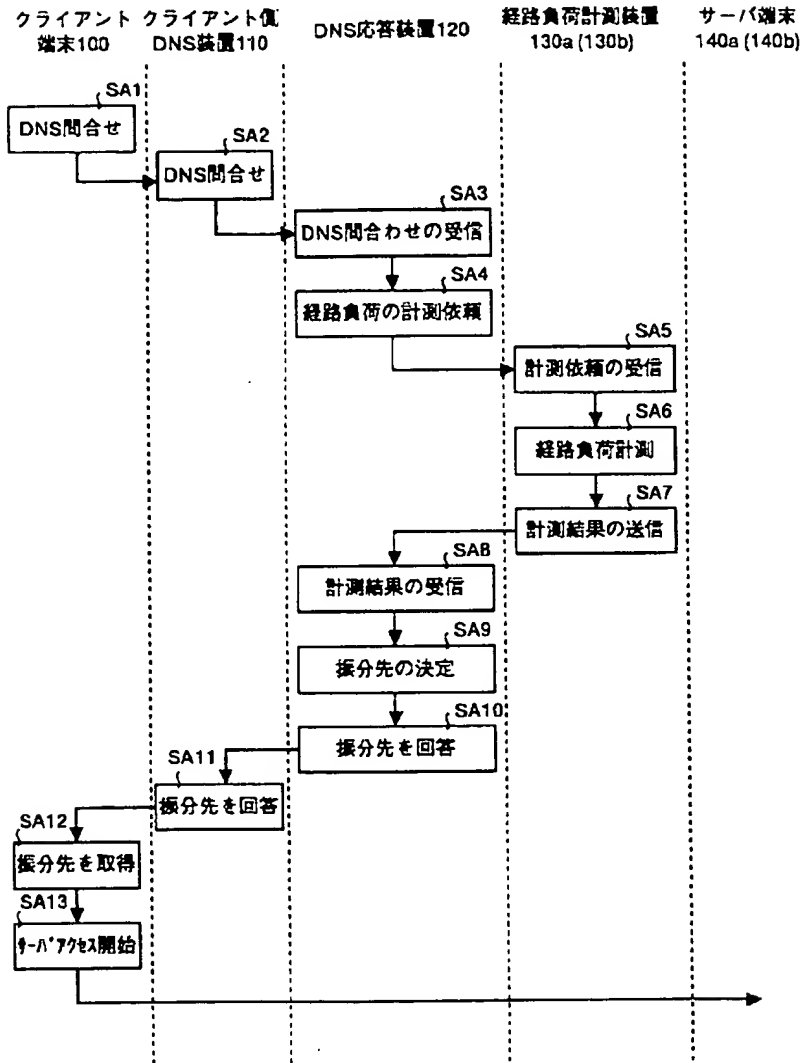 クライアント
端末100
クライアント側
DNS装置110
DNS応答装置120
経路負荷計測装置
130a (130b)
サーバ端末
140a (140b)
SA1
DNS問合せ
SA2
DNS問合せ
SA3
DNS問合わせの受信
SA4
経路負荷の計測依頼
SA5
計測依頼の受信
SA6
経路負荷計測
SA7
計測結果の送信
SA8
計測結果の受信
SA9
振分先の決定
SA10
振分先を回答
SA11
振分先を回答
SA12
振分先を取得
SA13
ｻｰﾊﾞｱｸｾｽ開始